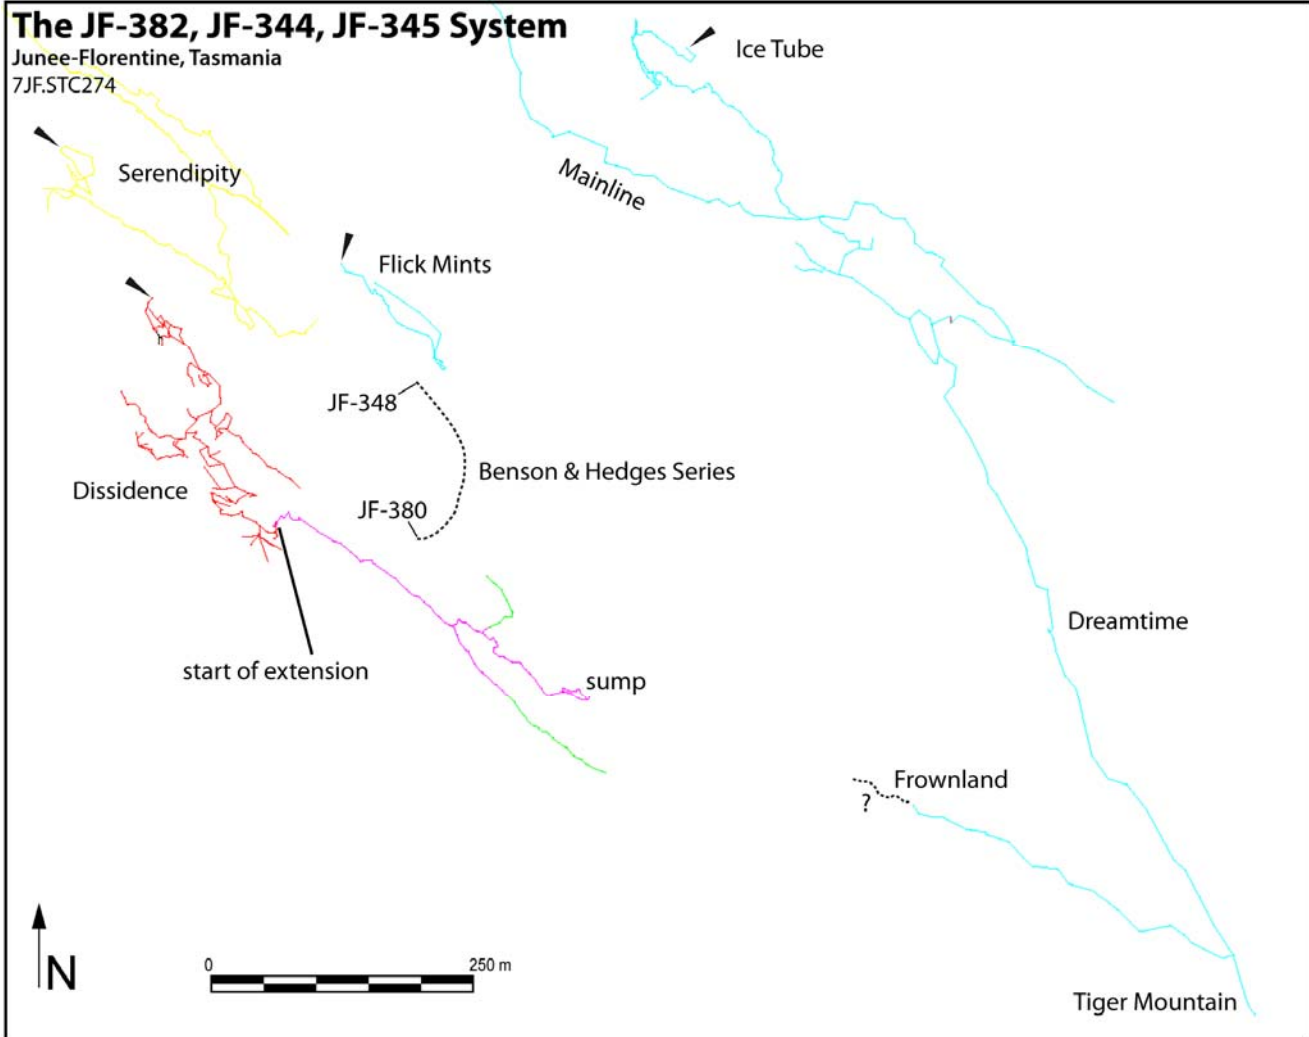 The JF-382, JF-344, JF-345 System
Junee-Florentine, Tasmania
7JF.STC274
Ice Tube
Serendipity
Mainline
Flick Mints
JF-348
Benson & Hedges Series
Dissidence
JF-380
Dreamtime
start of extension
sump
Frownland
?
N
0
250 m
Tiger Mountain